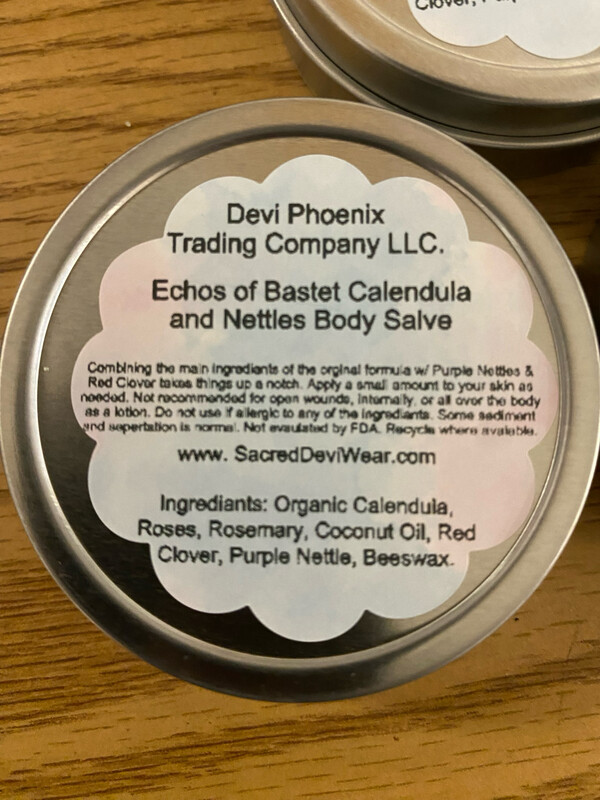 Clover, Purp
Devi Phoenix
Trading Company LLC.
Echos of Bastet Calendula
and Nettles Body Salve
Combining the main ingredients of the orginal formula w/ Purple Nettles &
Red Clover takes things up a notch. Apply a small amount to your skin as
needed. Not recommended for open wounds, internally, or all over the body
as a lotion. Do not use if allergic to any of the ingrediants. Some sediment
and sepertation is normal. Not evaulated by FDA. Recycle where avaiable.
www. SacredDeviWear.com
Ingrediants: Organic Calendula,
Roses, Rosemary, Coconut Oil, Red
Clover, Purple Nettle, Beeswax.